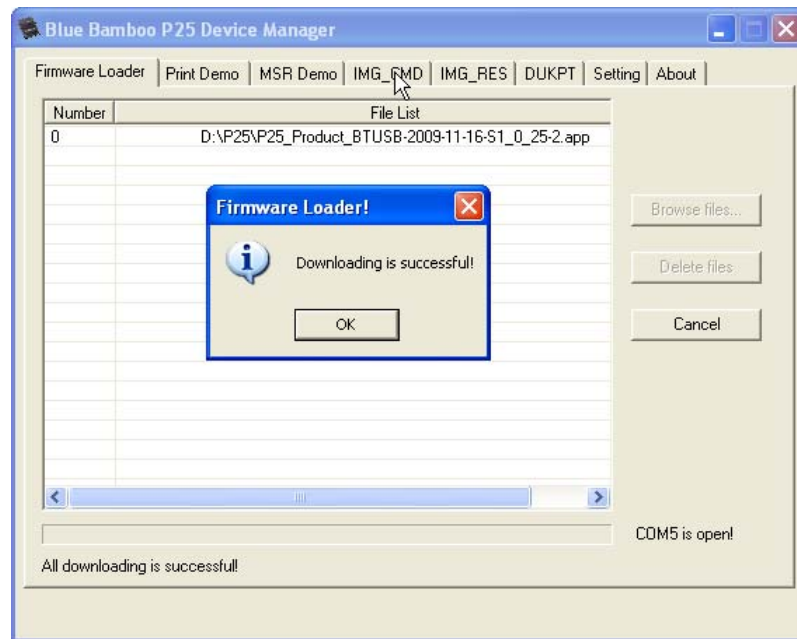 Blue Bamboo P25 Device Manager
Firmware Loader Print Demo MSR Demo IMG_CMD IMG_RES DUKPT Setting About
Number File List
0 D:\P25\P25_Product_BTUSB-2009-11-16-S1_0_25-2.app
Firmware Loader!
Browse files...
Downloading is successful!
Delete files
OK
Cancel
COM5 is open!
All downloading is successful!